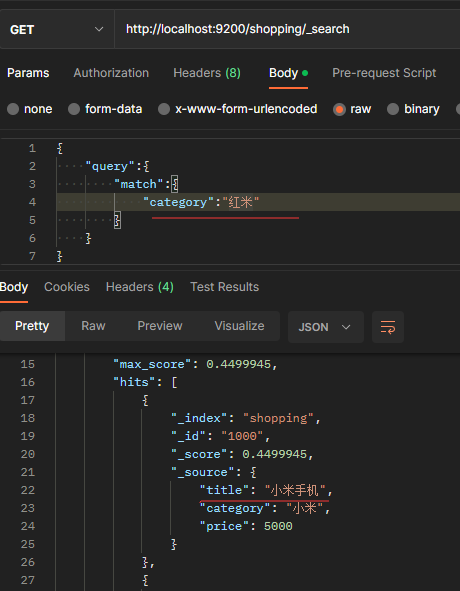 GET http://localhost:9200/shopping/_search
Params Authorization Headers (8) Body Pre-request Script
none form-data x-www-form-urlencoded raw binary
1 {
2 "query":{
3 "match":{
4 "category":"红米"
5 }
6 }
7 }
Body Cookies Headers (4) Test Results
Pretty Raw Preview Visualize JSON
15 "max_score": 0.4499945,
16 "hits": [
17 {
18 "_index": "shopping",
19 "_id": "1000",
20 "_score": 0.4499945,
21 "_source": {
22 "title": "小米手机",
23 "category": "小米",
24 "price": 5000
25 }
26 },
27 {